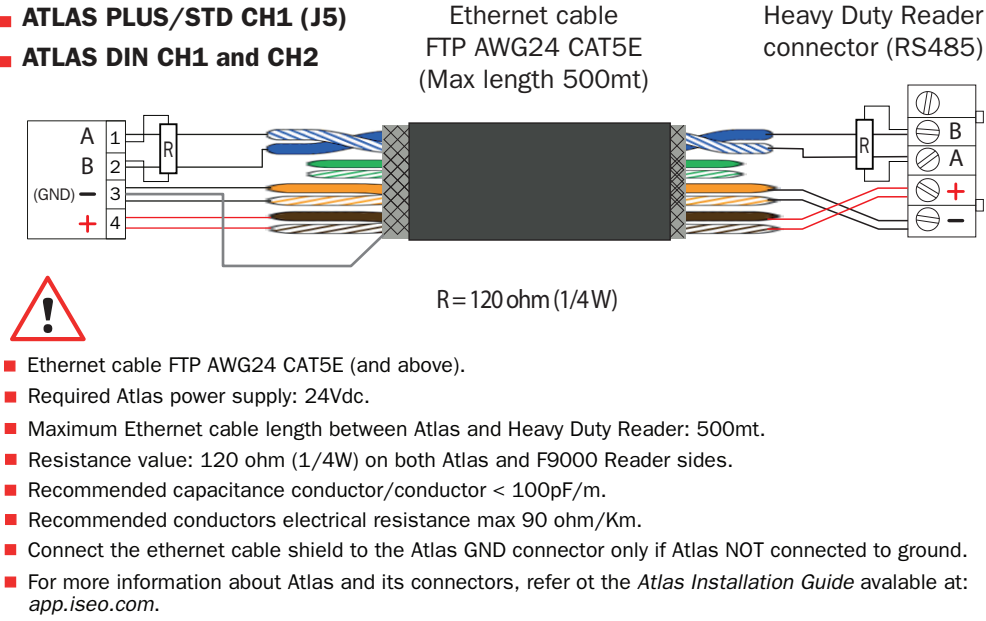 ATLAS PLUS/STD CH1 (J5)
ATLAS DIN CH1 and CH2
Ethernet cable
FTP AWG24 CAT5E
(Max length 500mt)
Heavy Duty Reader
connector (RS485)
A 1
B 2
(GND) − 3
+ 4
R
R
B
A
+
−
R = 120 ohm (1/4 W)
!
Ethernet cable FTP AWG24 CAT5E (and above).
Required Atlas power supply: 24Vdc.
Maximum Ethernet cable length between Atlas and Heavy Duty Reader: 500mt.
Resistance value: 120 ohm (1/4W) on both Atlas and F9000 Reader sides.
Recommended capacitance conductor/conductor < 100pF/m.
Recommended conductors electrical resistance max 90 ohm/Km.
Connect the ethernet cable shield to the Atlas GND connector only if Atlas NOT connected to ground.
For more information about Atlas and its connectors, refer ot the Atlas Installation Guide avalable at:
app.iseo.com.